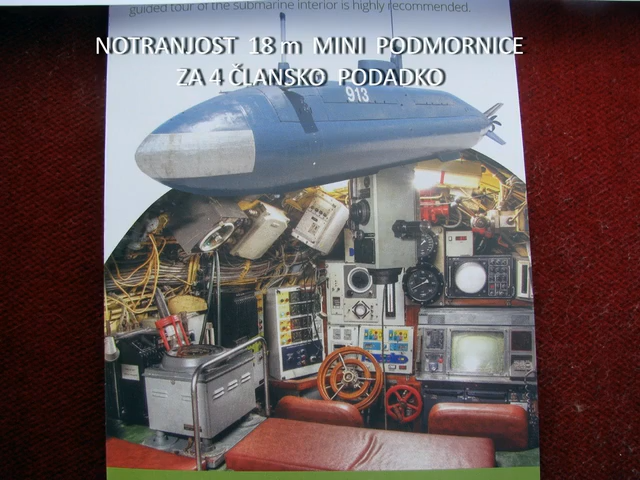 guided tour of the submarine interior is highly recommended.
NOTRANJOST 18 m MINI PODMORNICE
ZA 4 ČLANSKO PODADKO
913